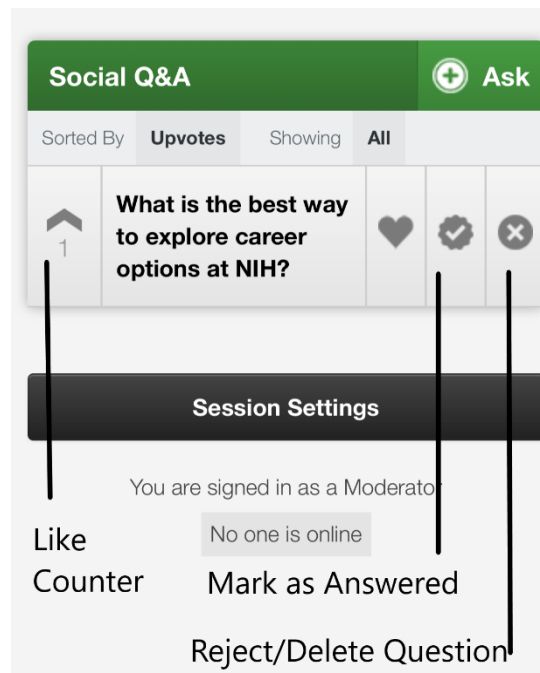 Social Q&A
Ask
Sorted By Upvotes Showing All
1
What is the best way
to explore career
options at NIH?
Session Settings
You are signed in as a Moderator
No one is online
Like
Counter
Mark as Answered
Reject/Delete Question